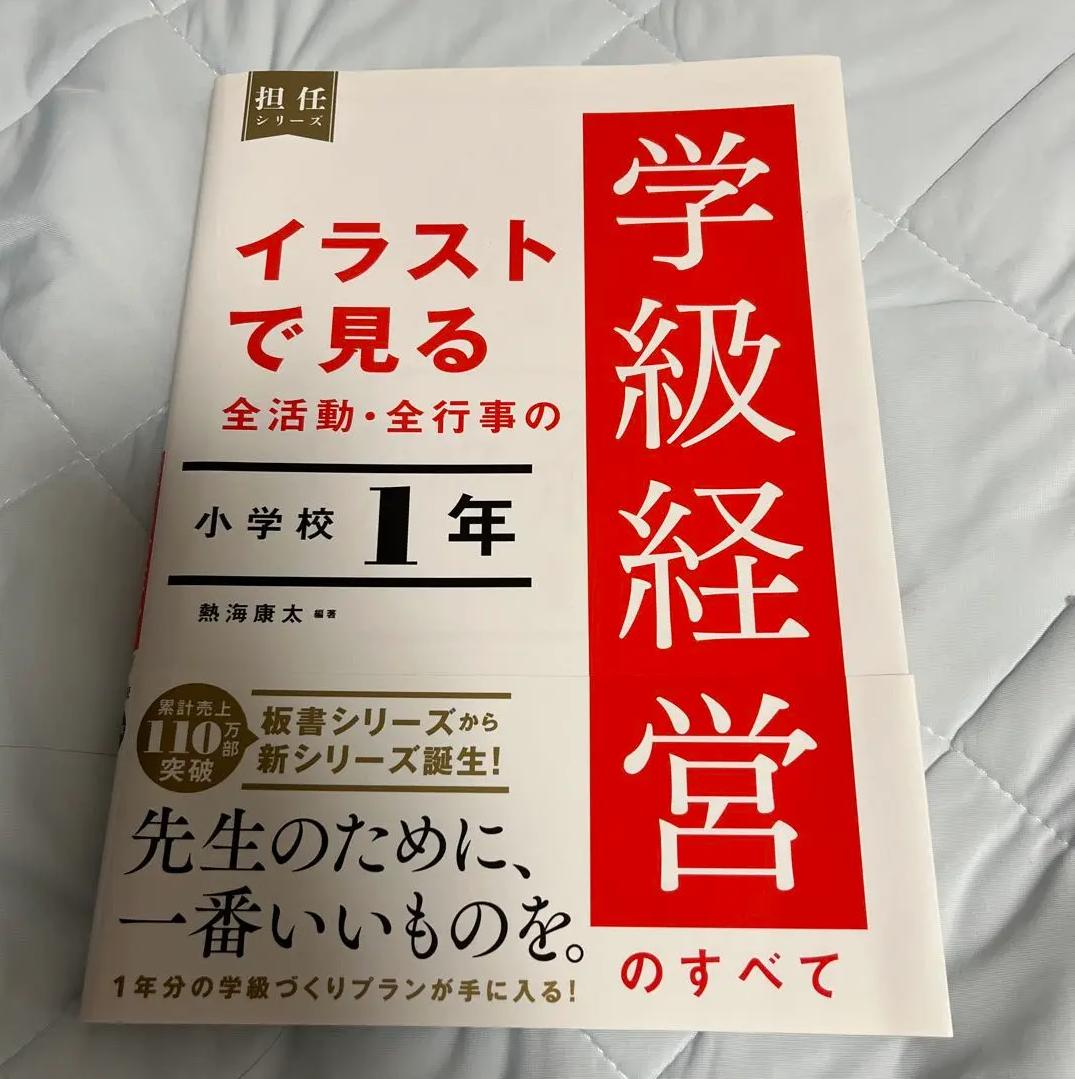 担任
シリーズ
イラスト
で見る
全活動・全行事の
小学校 1年
熱海康太 編著
学級経営
のすべて
累計売上
110万部
突破
板書シリーズから
新シリーズ誕生!
先生のために、
一番いいものを。
1年分の学級づくりプランが手に入る!